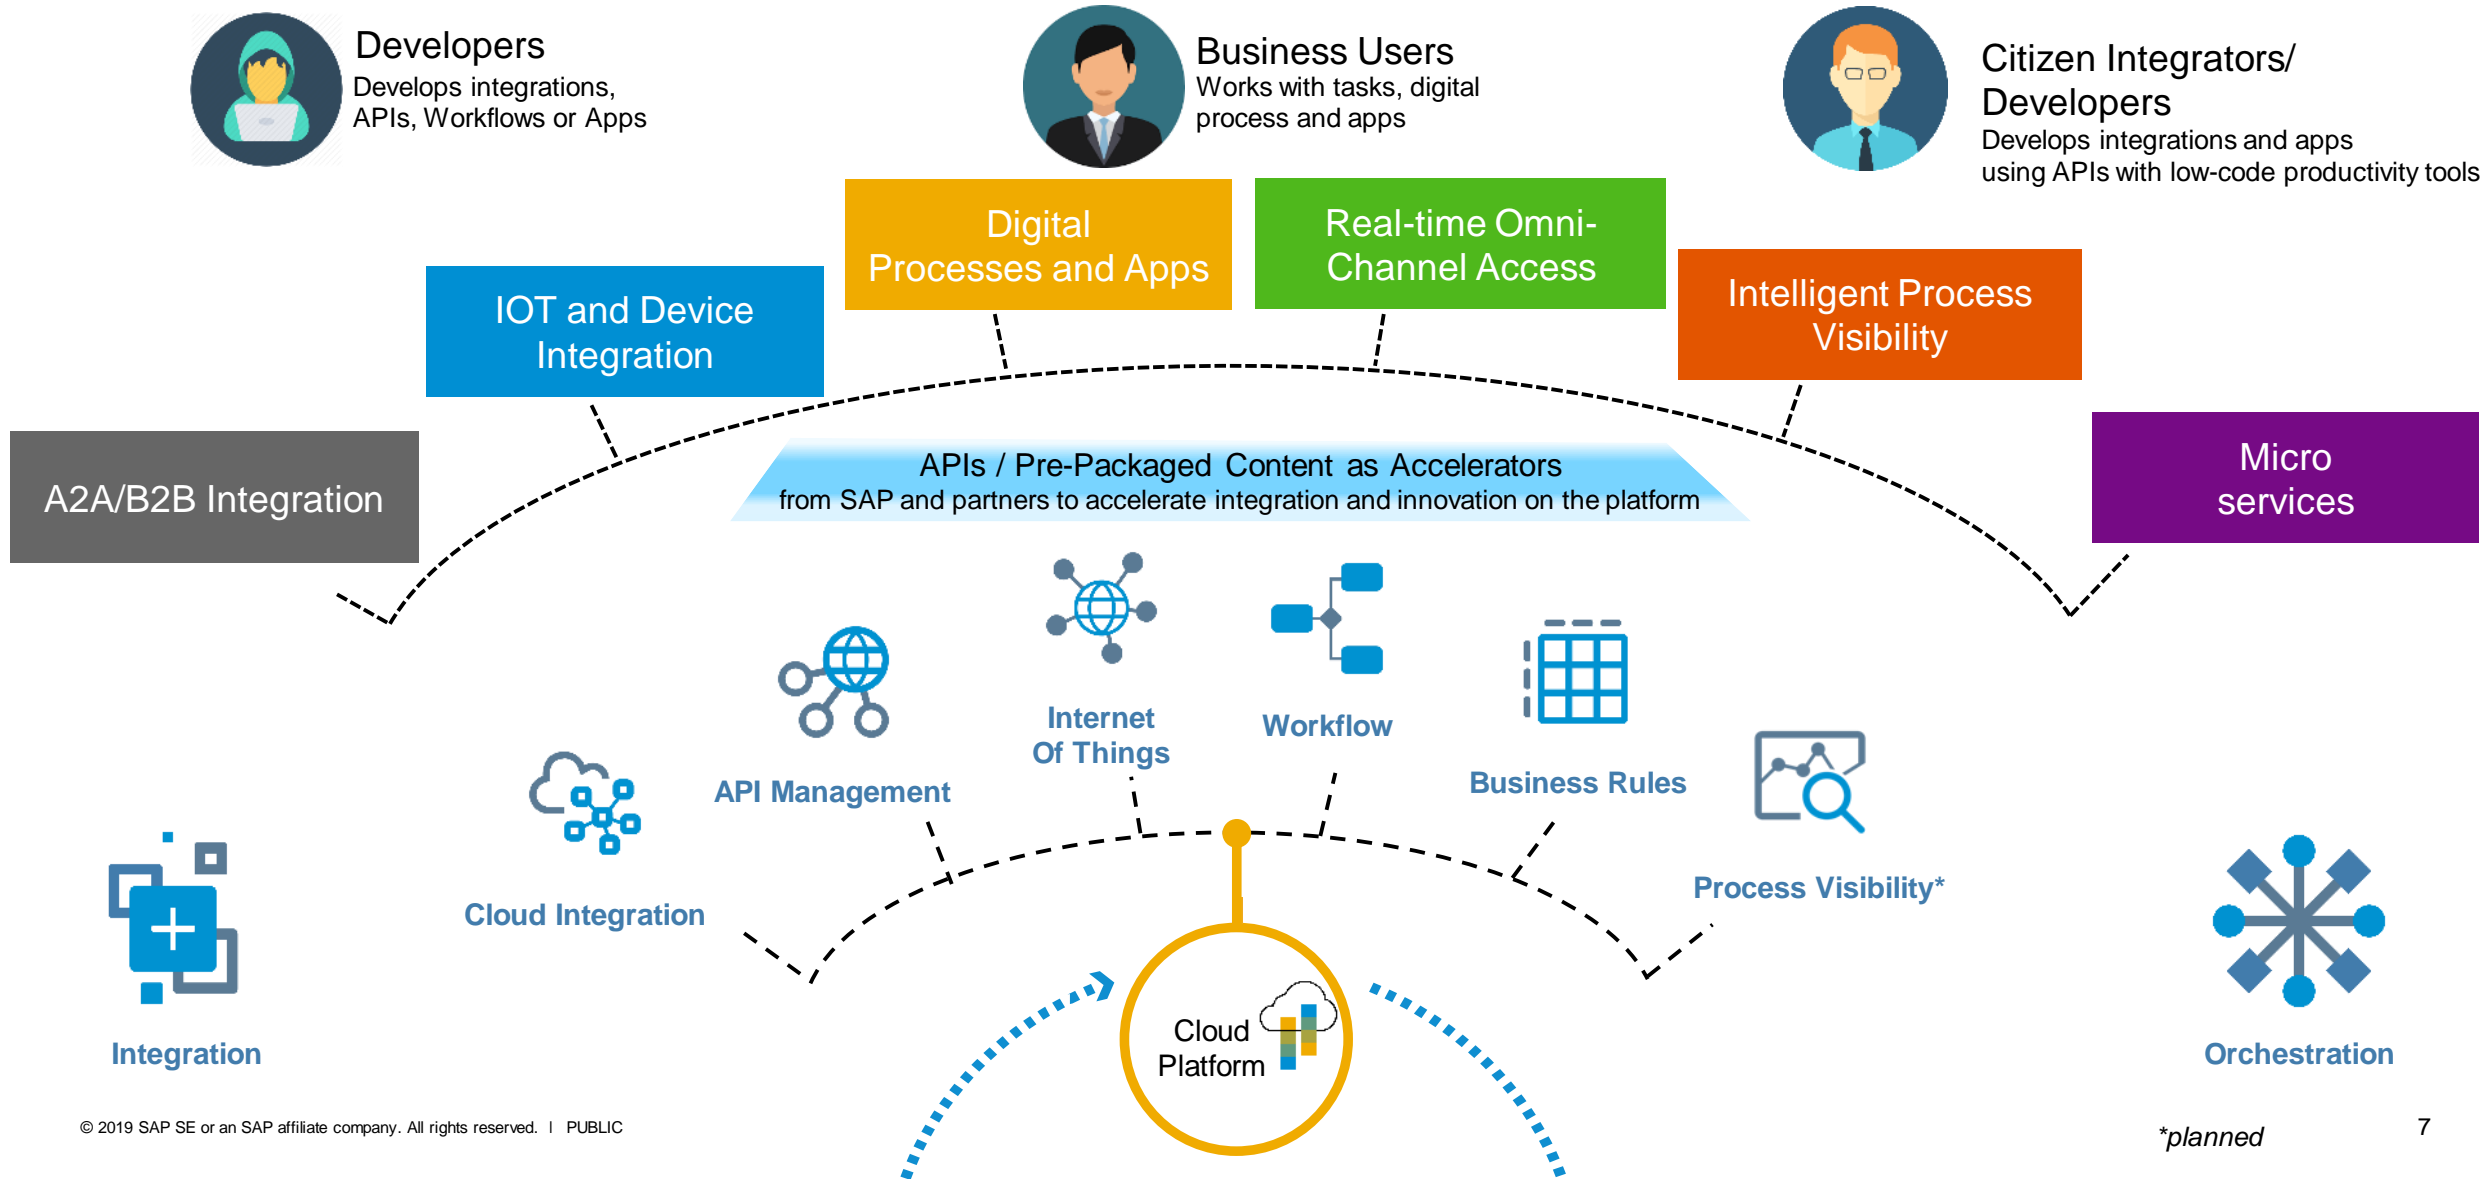 Developers
Develops integrations,
APIs, Workflows or Apps
Business Users
Works with tasks, digital
process and apps
Citizen Integrators/
Developers
Develops integrations and apps
using APIs with low-code productivity tools
Digital
Processes and Apps
Real-time Omni-
Channel Access
IOT and Device
Integration
Intelligent Process
Visibility
A2A/B2B Integration
Micro
services
APIs / Pre-Packaged Content as Accelerators
from SAP and partners to accelerate integration and innovation on the platform
Internet
Of Things
Workflow
API Management
Business Rules
Cloud Integration
Process Visibility*
Integration
Cloud
Platform
Orchestration
© 2019 SAP SE or an SAP affiliate company. All rights reserved. ǀ PUBLIC
*planned
7